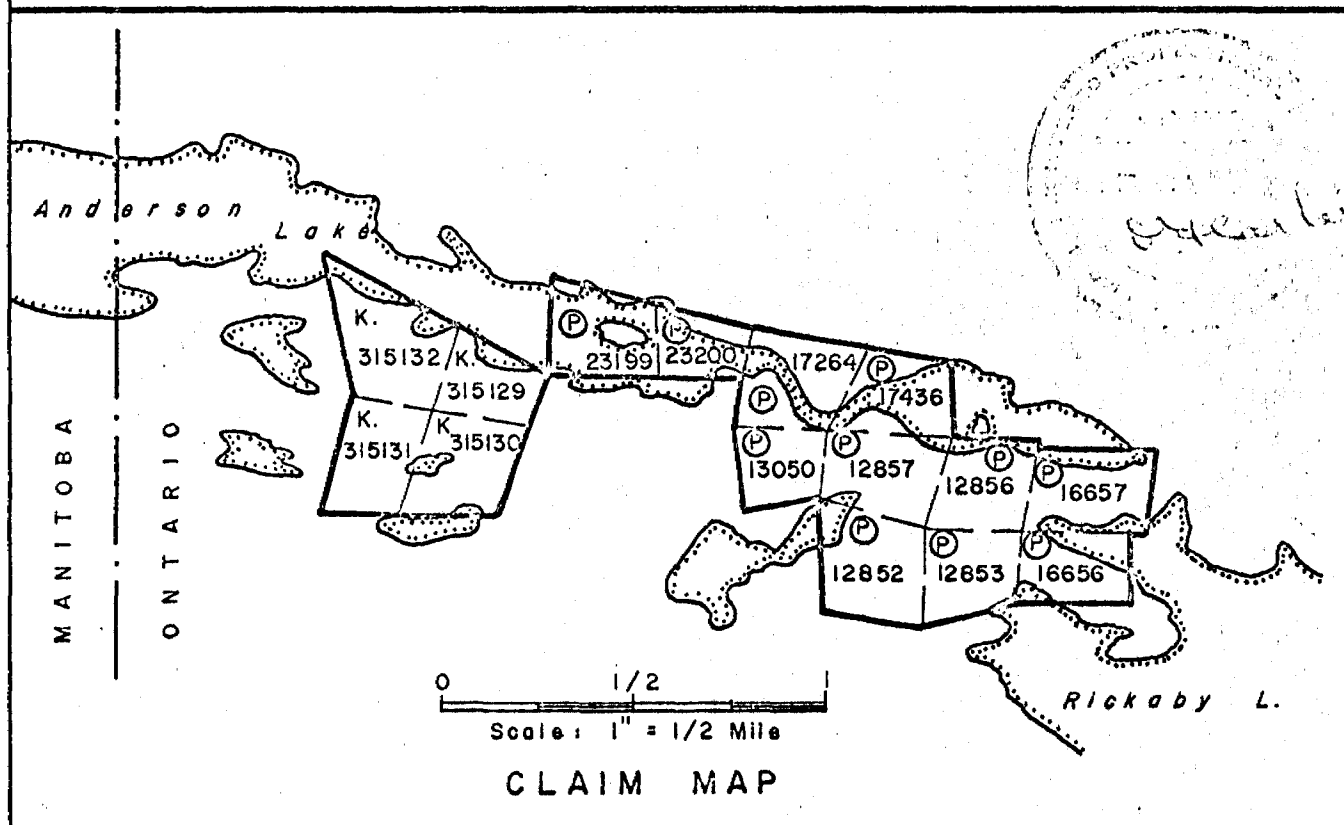 Anderson
Lake
K.
315132
K.
315129
K.
315131
K
315130
P
23199
P
23200
17264
P
17436
P
P
13050
P
12857
P
12856
P
16657
P
12852
P
12853
P
16656
MANITOBA
ONTARIO
0 1/2 1
Scale: 1" = 1/2 Mile
Rickaby L.
CLAIM MAP